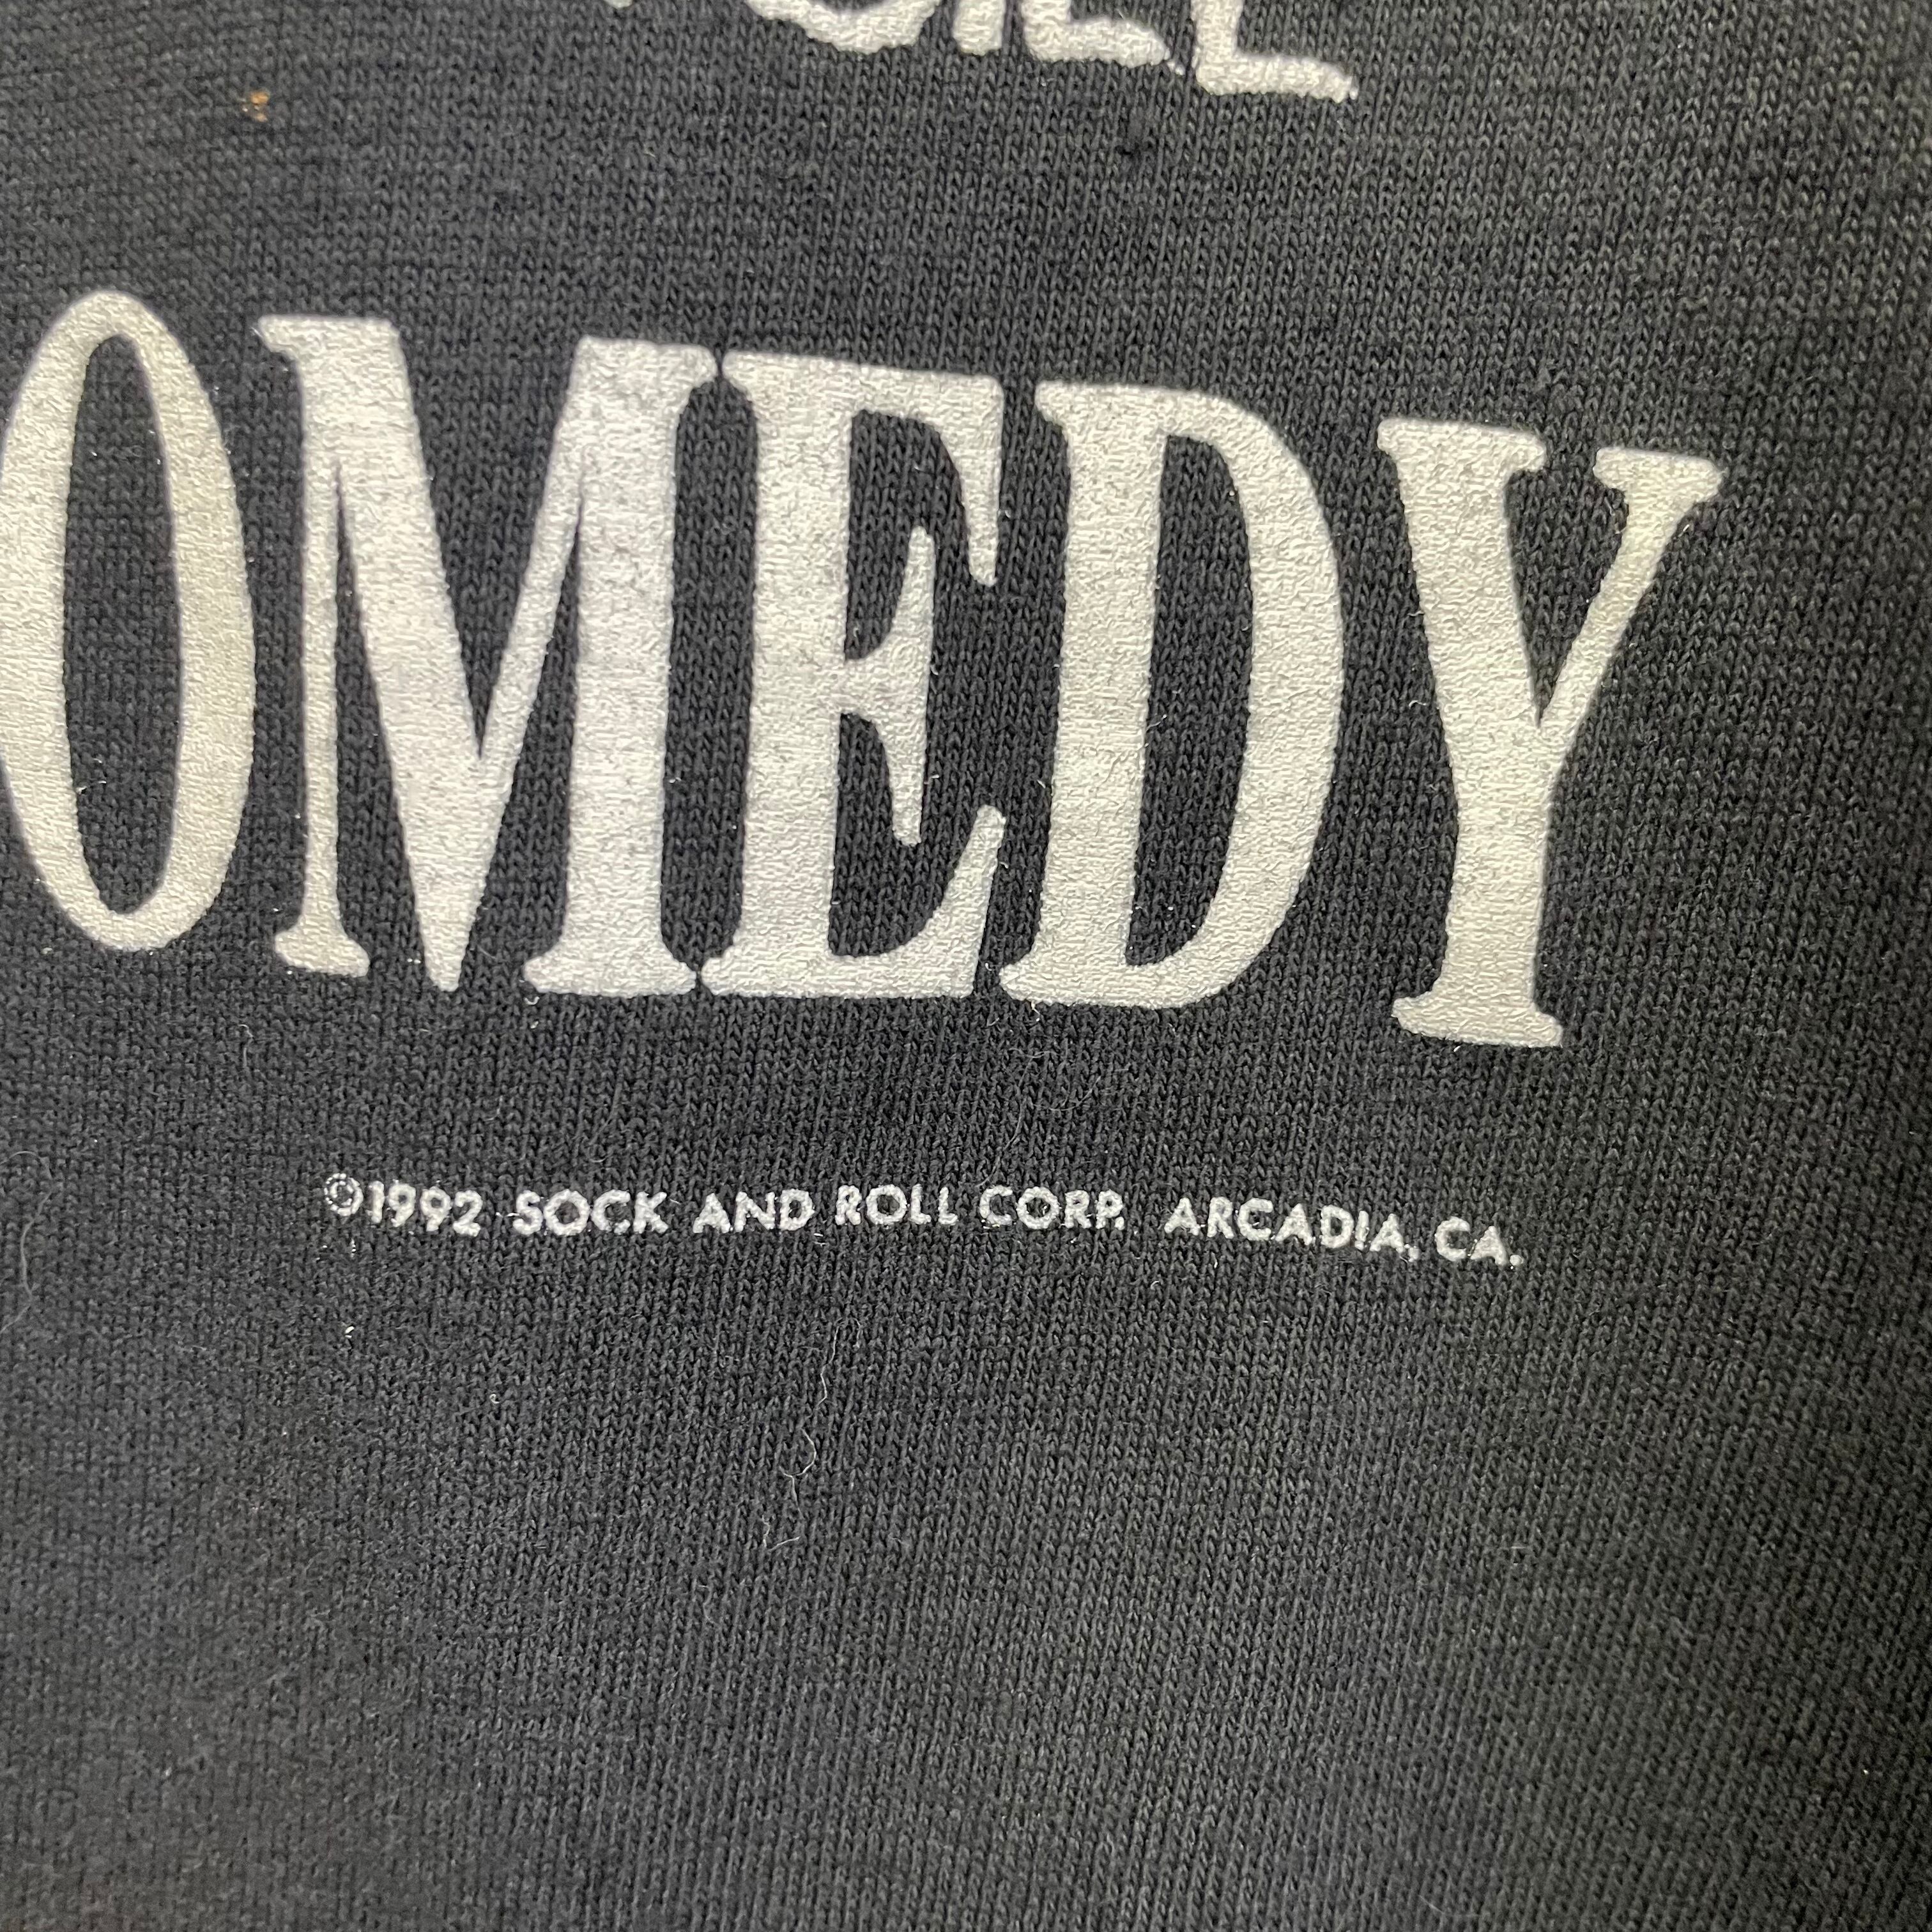 OMEDY
©1992 SOCK AND ROLL CORP. ARCADIA, CA.